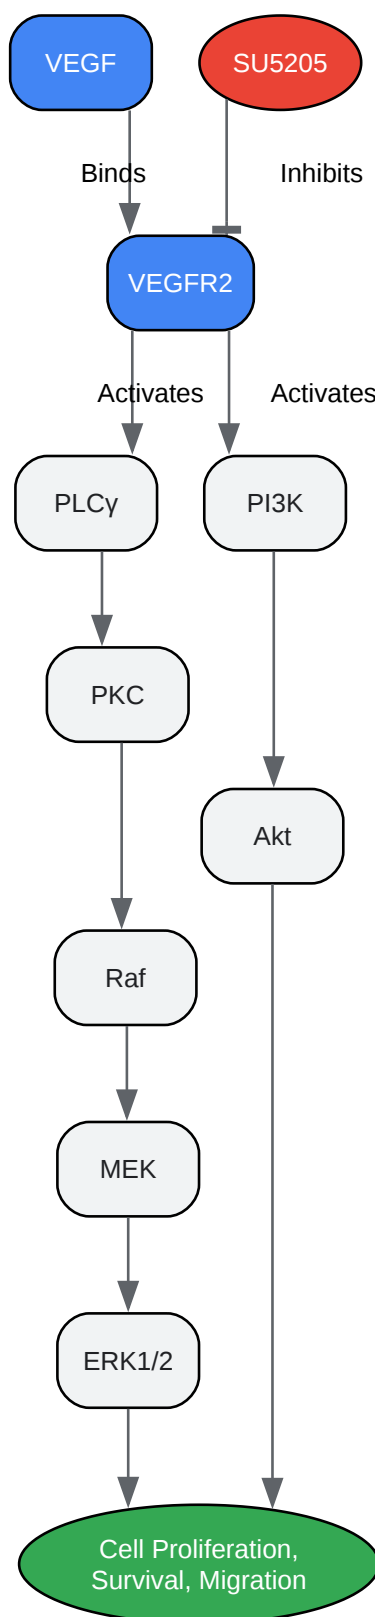 VEGF
SU5205
Binds
Inhibits
VEGFR2
Activates
Activates
PLCγ
PI3K
PKC
Akt
Raf
MEK
ERK1/2
Cell Proliferation,
Survival, Migration